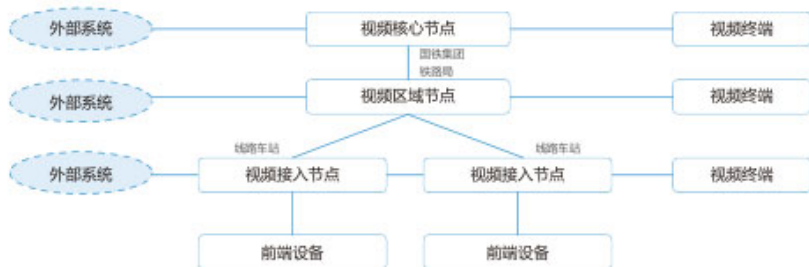 外部系统
视频核心节点
视频终端
国铁集团
铁路局
外部系统
视频区域节点
视频终端
线路车站
线路车站
外部系统
视频接入节点
视频接入节点
视频终端
前端设备
前端设备